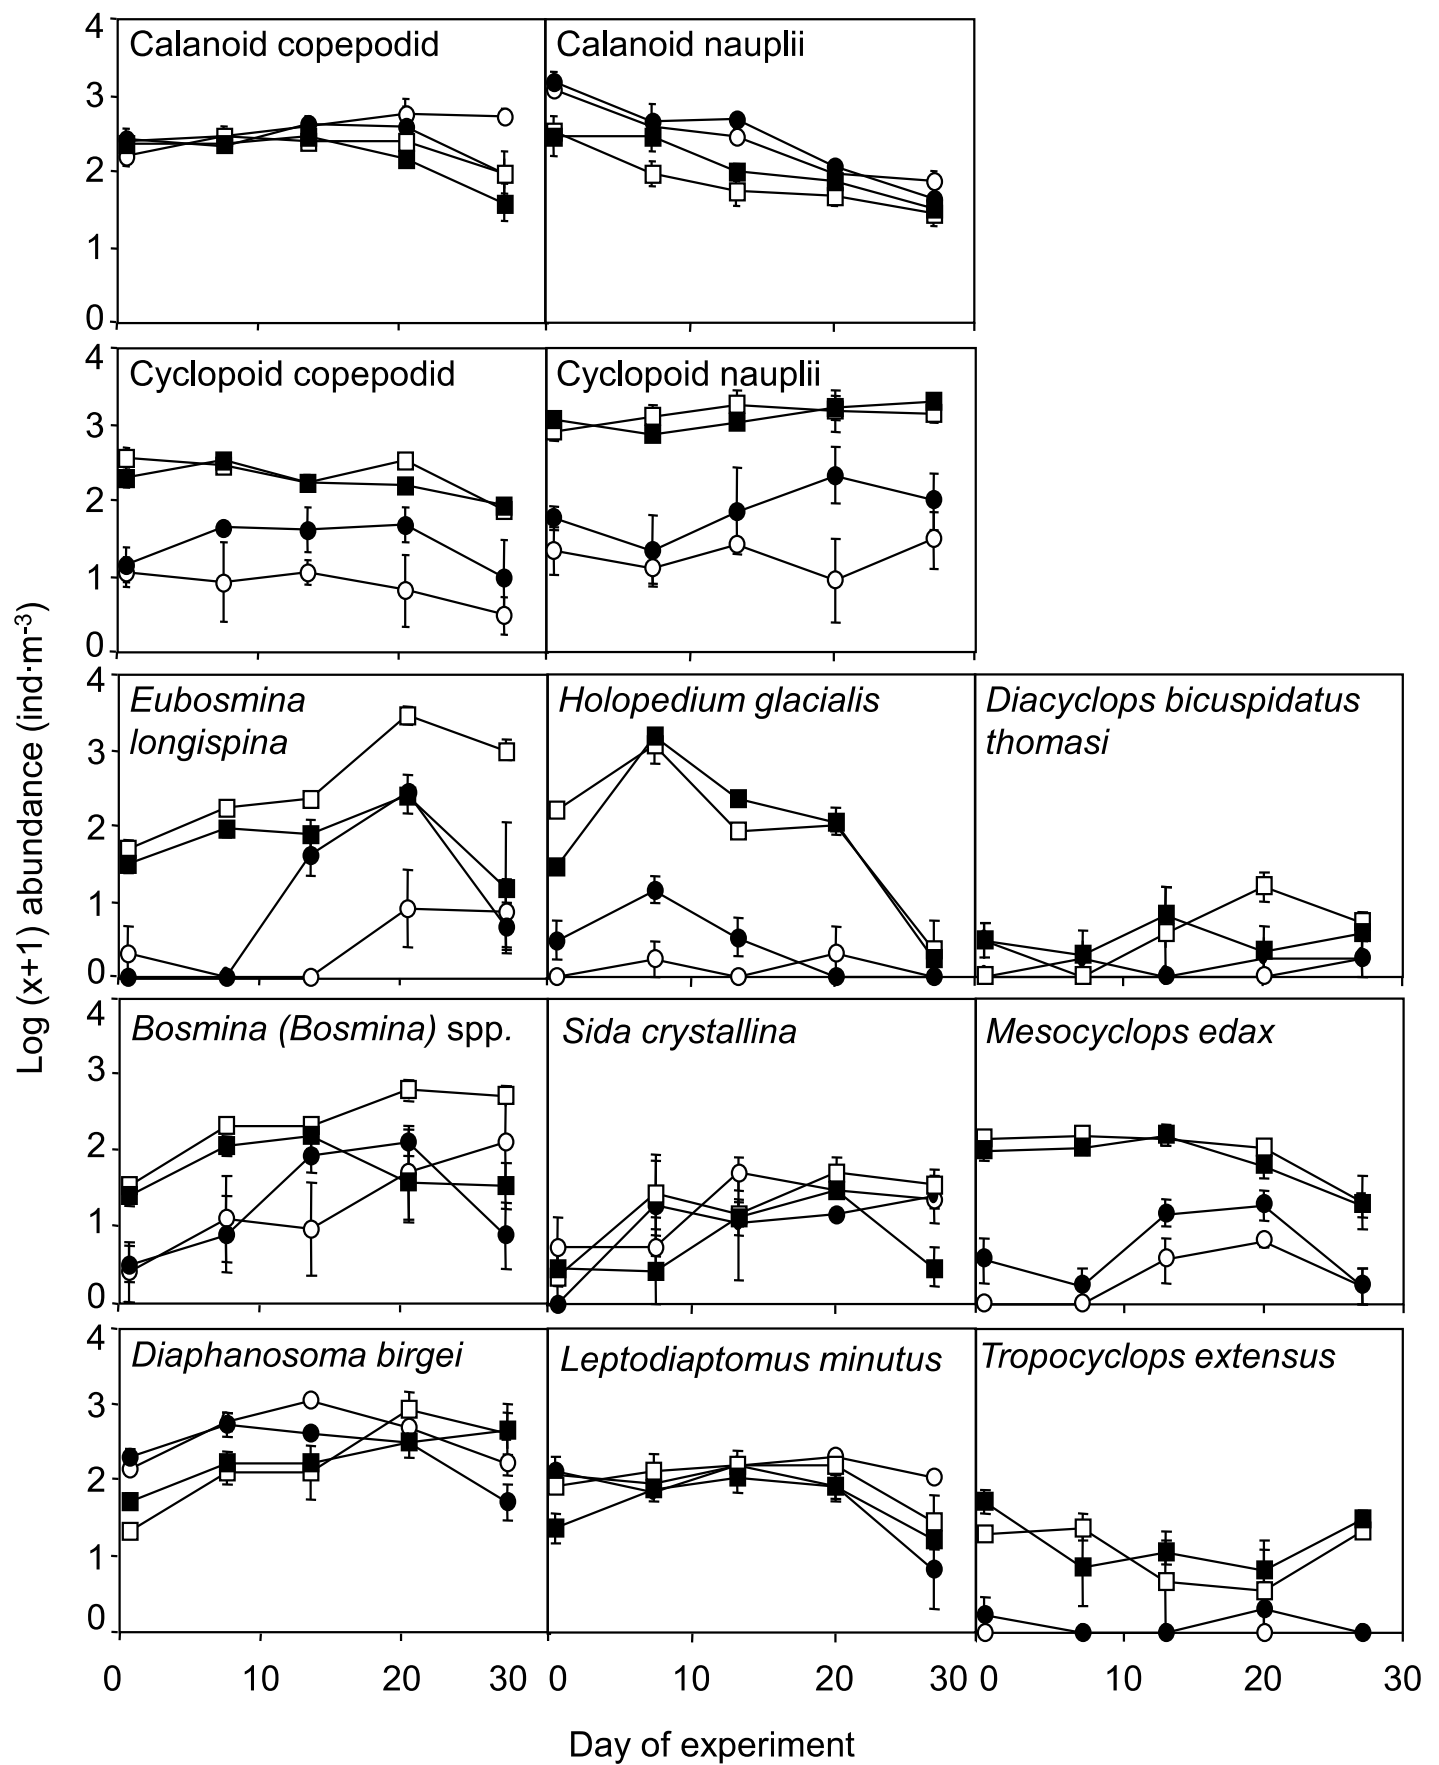 Log (x+1) abundance (ind·m-3)
4
Calanoid copepodid
Calanoid nauplii
3
2
1
0
4
Cyclopoid copepodid
Cyclopoid nauplii
3
2
1
0
4
Eubosmina
longispina
Holopedium glacialis
Diacyclops bicuspidatus
thomasi
3
2
1
0
4
Bosmina (Bosmina) spp.
Sida crystallina
Mesocyclops edax
3
2
1
0
4
Diaphanosoma birgei
Leptodiaptomus minutus
Tropocyclops extensus
3
2
1
0
0 10 20 30 0 10 20 30 0 10 20 30
Day of experiment